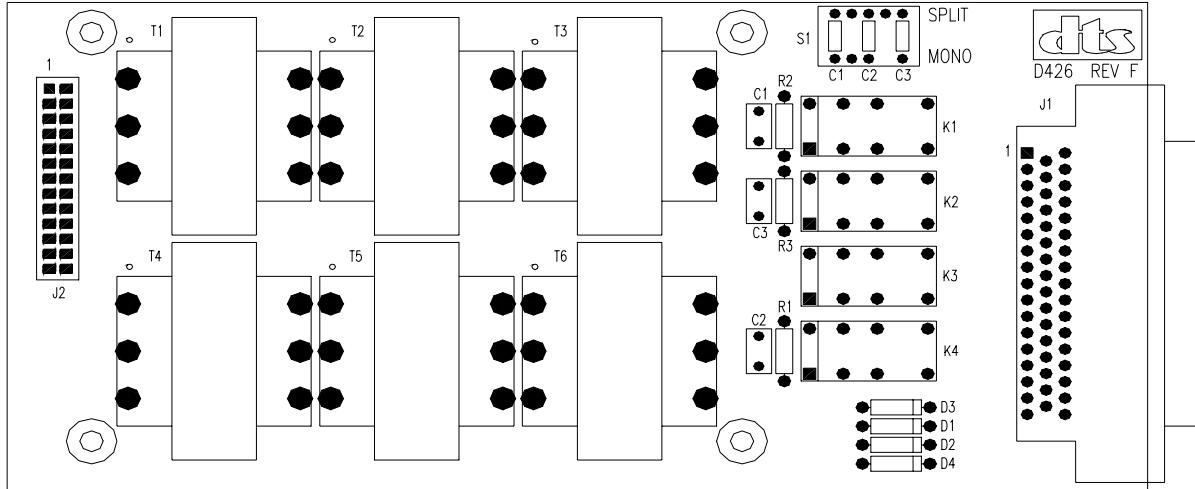 T1
T2
T3
S1
SPLIT
MONO
C1 C2 C3
dts
D426 REV F
1
J2
C1
R2
K1
J1
1
K2
C3
R3
T4
T5
T6
K3
C2
R1
K4
D3
D1
D2
D4